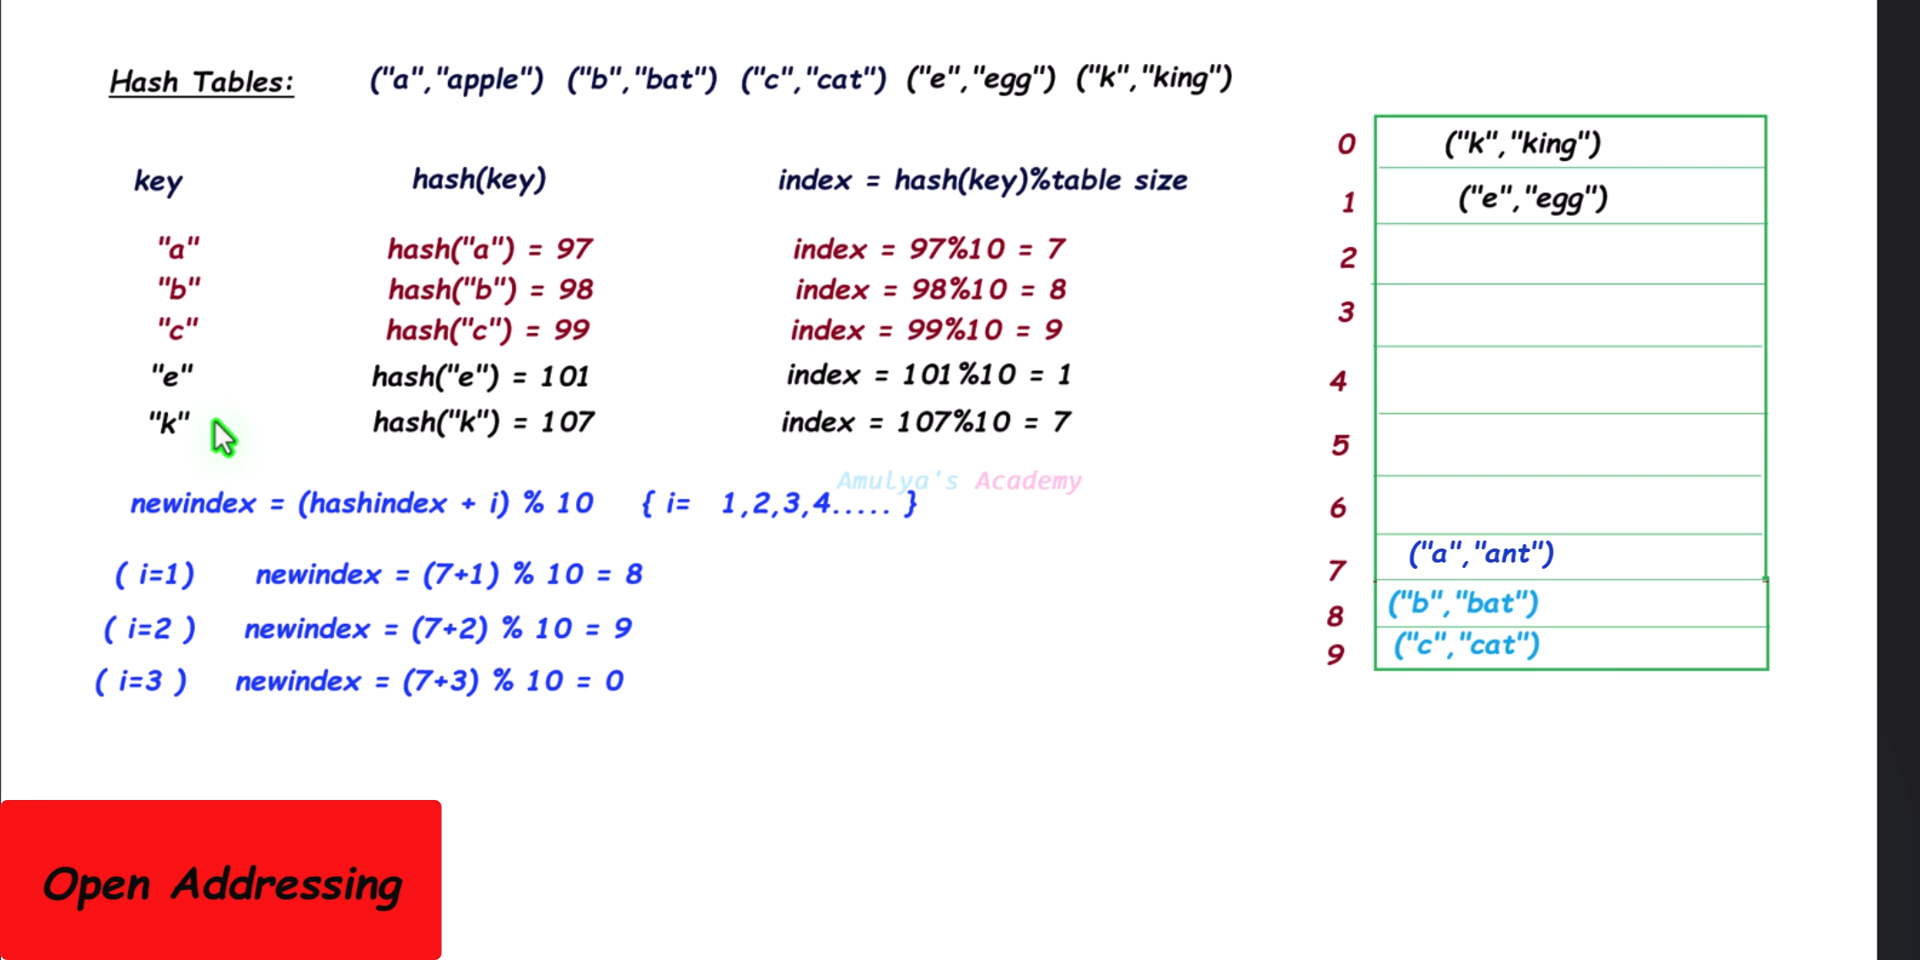 Hash Tables: ("a","apple") ("b","bat") ("c","cat") ("e","egg") ("k","king")
key hash(key) index = hash(key)%table size
"a" hash("a") = 97 index = 97%10 = 7
"b" hash("b") = 98 index = 98%10 = 8
"c" hash("c") = 99 index = 99%10 = 9
"e" hash("e") = 101 index = 101%10 = 1
"k" hash("k") = 107 index = 107%10 = 7
Amulya's Academy
newindex = (hashindex + i) % 10 { i= 1,2,3,4..... }
( i=1) newindex = (7+1) % 10 = 8
( i=2 ) newindex = (7+2) % 10 = 9
( i=3 ) newindex = (7+3) % 10 = 0
0 ("k","king")
1 ("e","egg")
2
3
4
5
6
7 ("a","ant")
8 ("b","bat")
9 ("c","cat")
Open Addressing